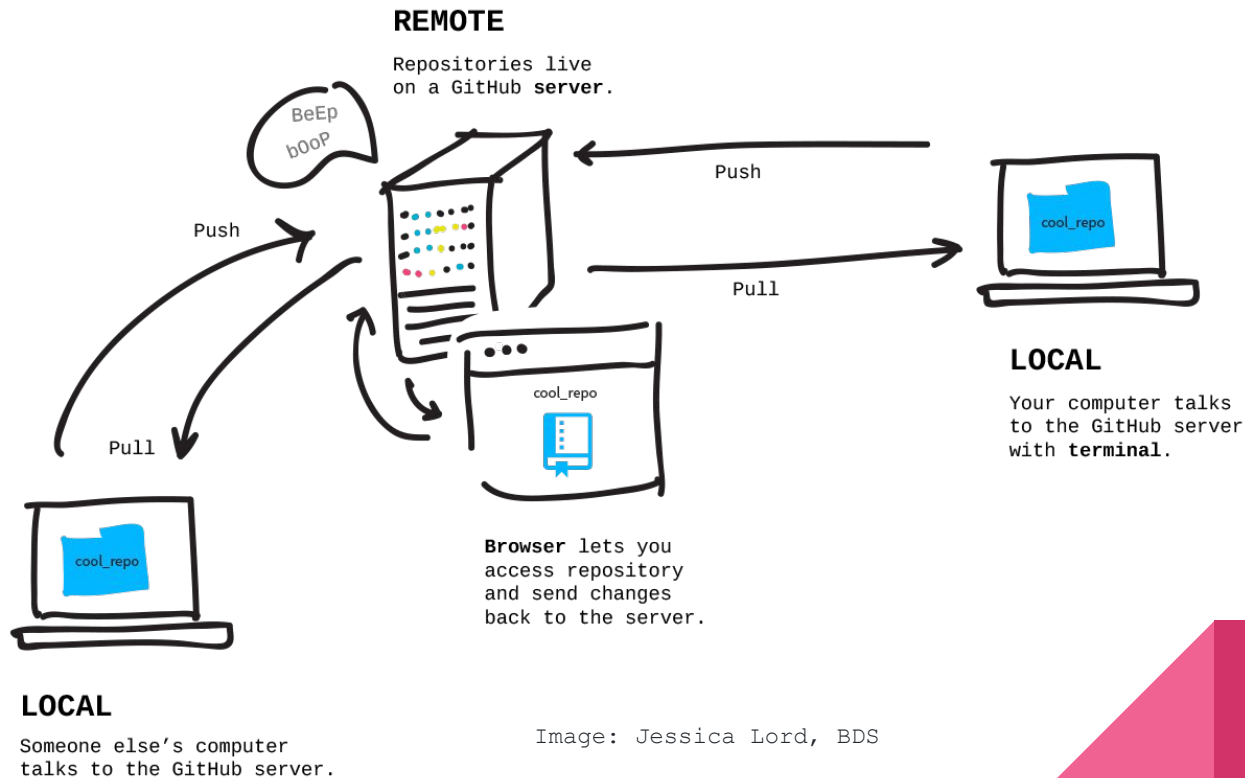 REMOTE
Repositories live
on a GitHub server.
BeEp
bOoP
Push
Pull
Push
Pull
cool_repo
LOCAL
Your computer talks
to the GitHub server
with terminal.
cool_repo
Browser lets you
access repository
and send changes
back to the server.
cool_repo
LOCAL
Someone else's computer
talks to the GitHub server.
Image: Jessica Lord, BDS